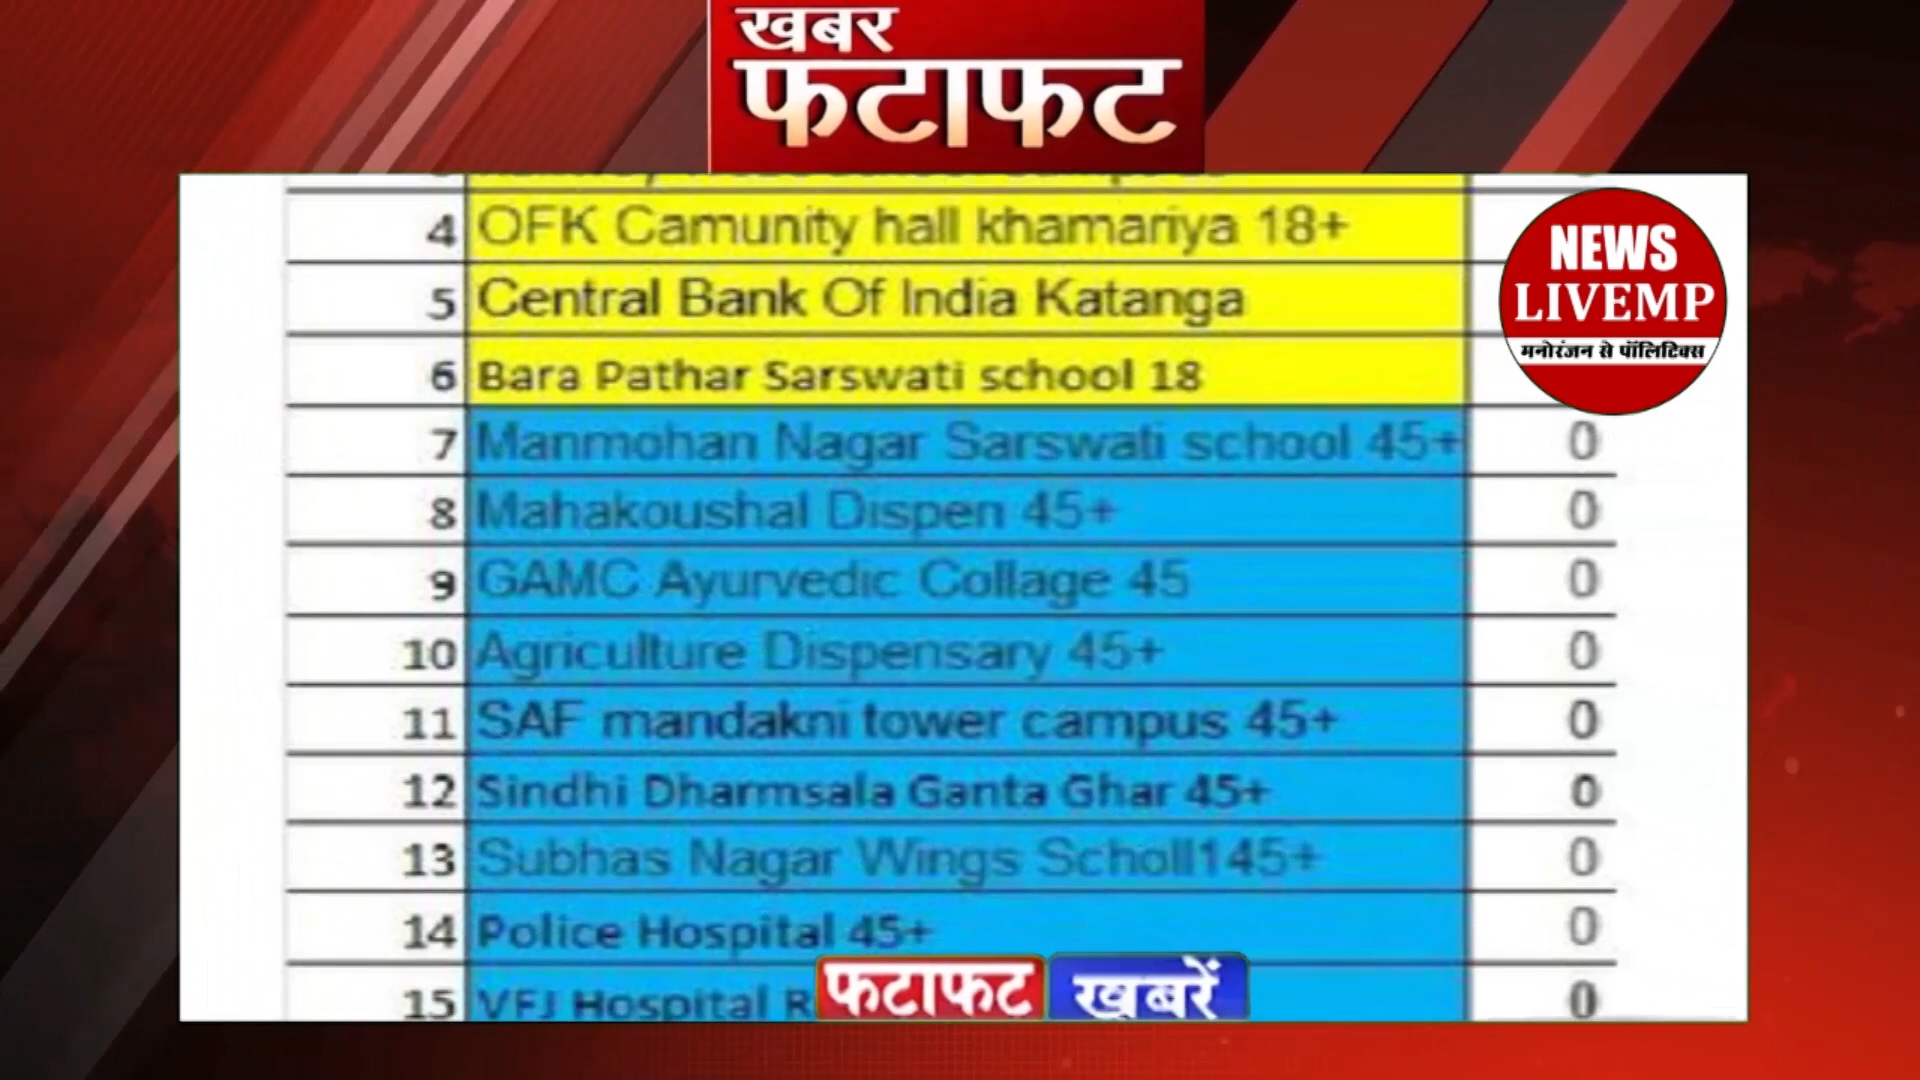 खबर
फटाफट
4 OFK Camunity hall khamariya 18+
5 Central Bank Of India Katanga
6 Bara Pathar Sarswati school 18
7 Manmohan Nagar Sarswati school 45+ 0
8 Mahakoushal Dispen 45+ 0
9 GAMC Ayurvedic Collage 45 0
10 Agriculture Dispensary 45+ 0
11 SAF mandakni tower campus 45+ 0
12 Sindhi Dharmsala Ganta Ghar 45+ 0
13 Subhas Nagar Wings Scholl145+ 0
14 Police Hospital 45+ 0
15 VFJ Hospital 0
NEWS
LIVEMP
मनोरंजन से पॉलिटिक्स
फटाफट खबरें